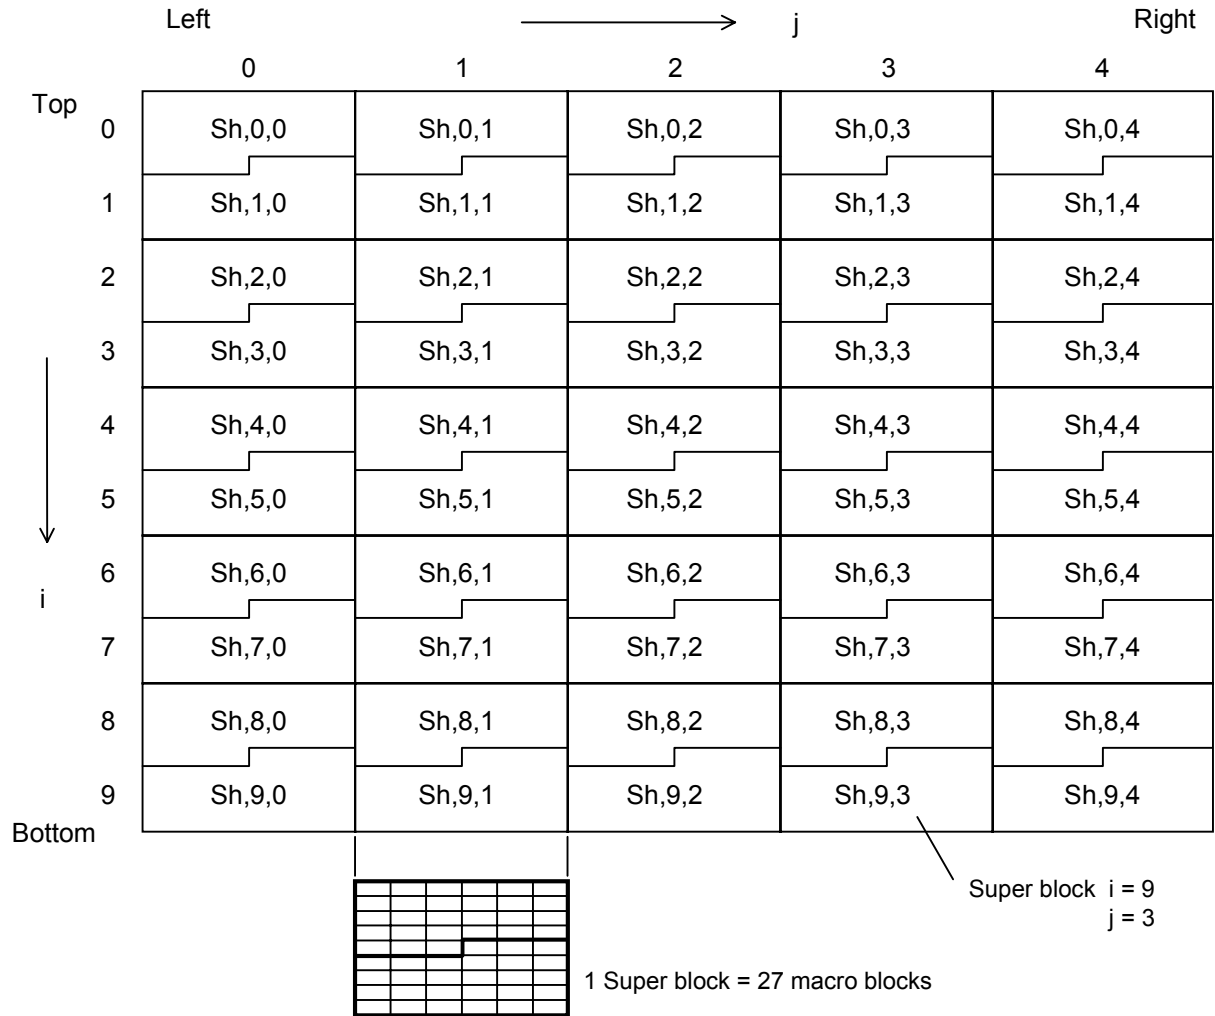 Left j Right
0 1 2 3 4
Top
0 Sh,0,0 Sh,0,1 Sh,0,2 Sh,0,3 Sh,0,4
1 Sh,1,0 Sh,1,1 Sh,1,2 Sh,1,3 Sh,1,4
2 Sh,2,0 Sh,2,1 Sh,2,2 Sh,2,3 Sh,2,4
3 Sh,3,0 Sh,3,1 Sh,3,2 Sh,3,3 Sh,3,4
4 Sh,4,0 Sh,4,1 Sh,4,2 Sh,4,3 Sh,4,4
5 Sh,5,0 Sh,5,1 Sh,5,2 Sh,5,3 Sh,5,4
6 Sh,6,0 Sh,6,1 Sh,6,2 Sh,6,3 Sh,6,4
i
7 Sh,7,0 Sh,7,1 Sh,7,2 Sh,7,3 Sh,7,4
8 Sh,8,0 Sh,8,1 Sh,8,2 Sh,8,3 Sh,8,4
9 Sh,9,0 Sh,9,1 Sh,9,2 Sh,9,3 Sh,9,4
Bottom
Super block i = 9
j = 3
1 Super block = 27 macro blocks